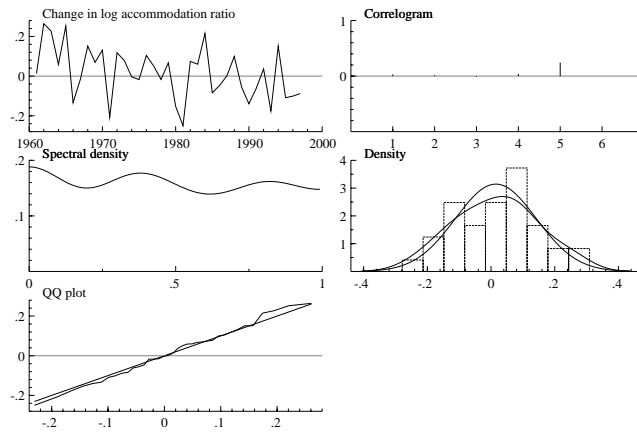 Change in log accommodation ratio
.2
0
-.2
1960 1970 1980 1990 2000
Correlogram
1
0
1 2 3 4 5 6
Spectral density
.2
.1
0 .5 1
Density
4
3
2
1
-.4 -.2 0 .2 .4
QQ plot
.2
0
-.2
-.2 -.1 0 .1 .2